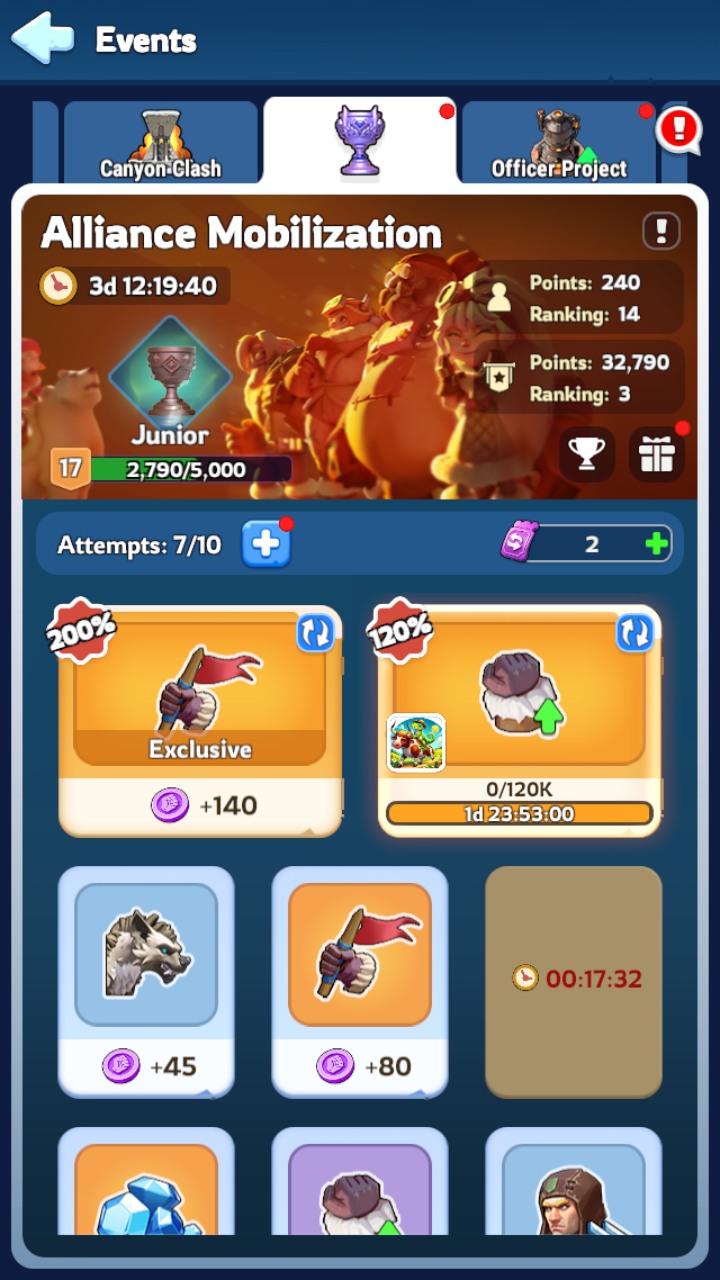 Events
Canyon Clash
Officer Project
Alliance Mobilization
3d 12:19:40
Points: 240
Ranking: 14
Points: 32,790
Ranking: 3
Junior
17
2,790/5,000
Attempts: 7/10
2
200%
120%
Exclusive
+140
0/120K
1d 23:53:00
+45
+80
00:17:32